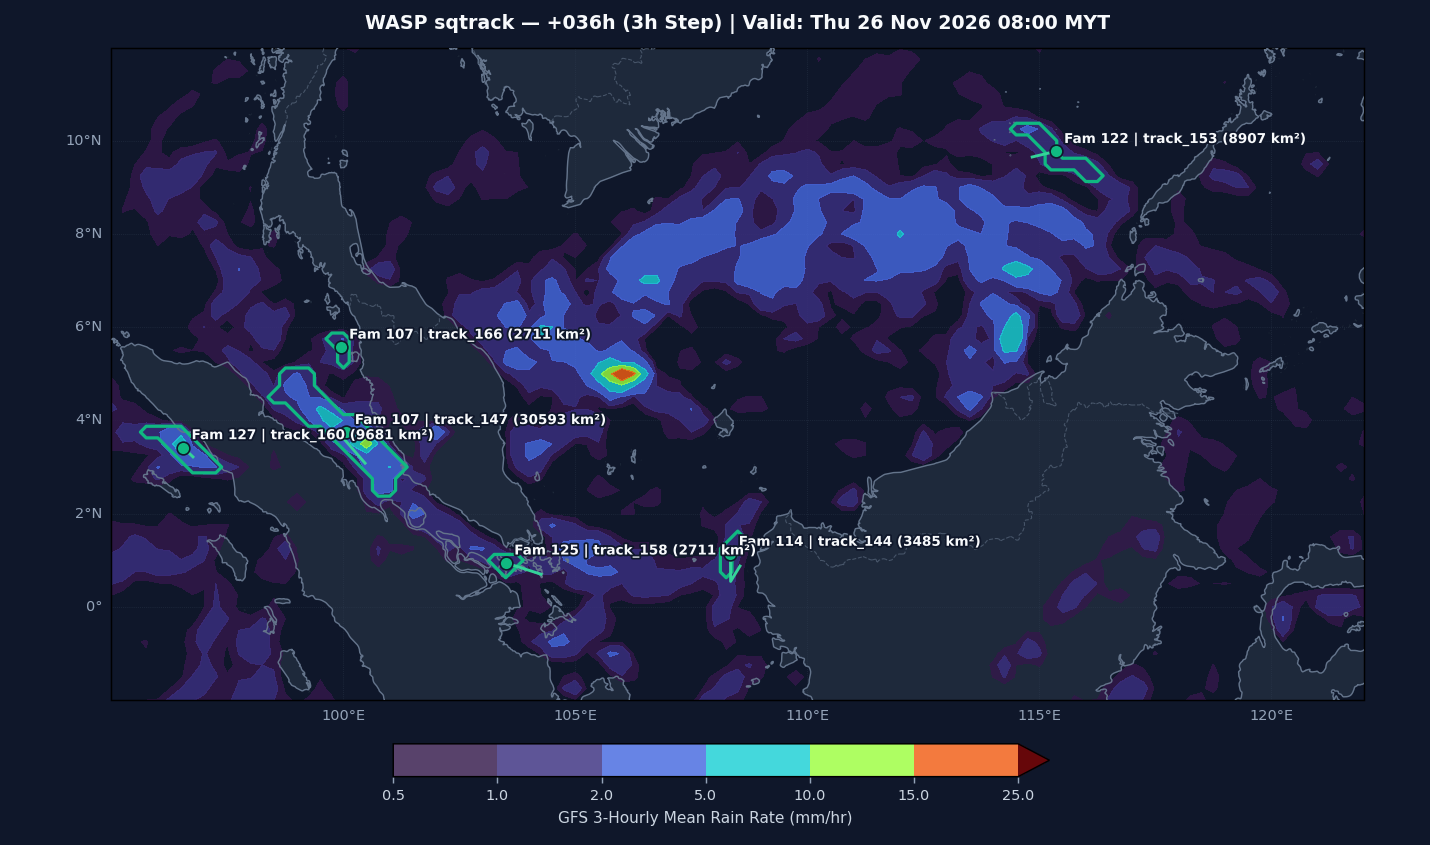 WASP sqtrack — +036h (3h Step) | Valid: Thu 26 Nov 2026 08:00 MYT
10°N
8°N
6°N
4°N
2°N
0°
Fam 122 | track_153 (8907 km²)
Fam 107 | track_166 (2711 km²)
Fam 107 | track_147 (30593 km²)
Fam 127 | track_160 (9681 km²)
Fam 114 | track_144 (3485 km²)
Fam 125 | track_158 (2711 km²)
100°E 105°E 110°E 115°E 120°E
0.5 1.0 2.0 5.0 10.0 15.0 25.0
GFS 3-Hourly Mean Rain Rate (mm/hr)